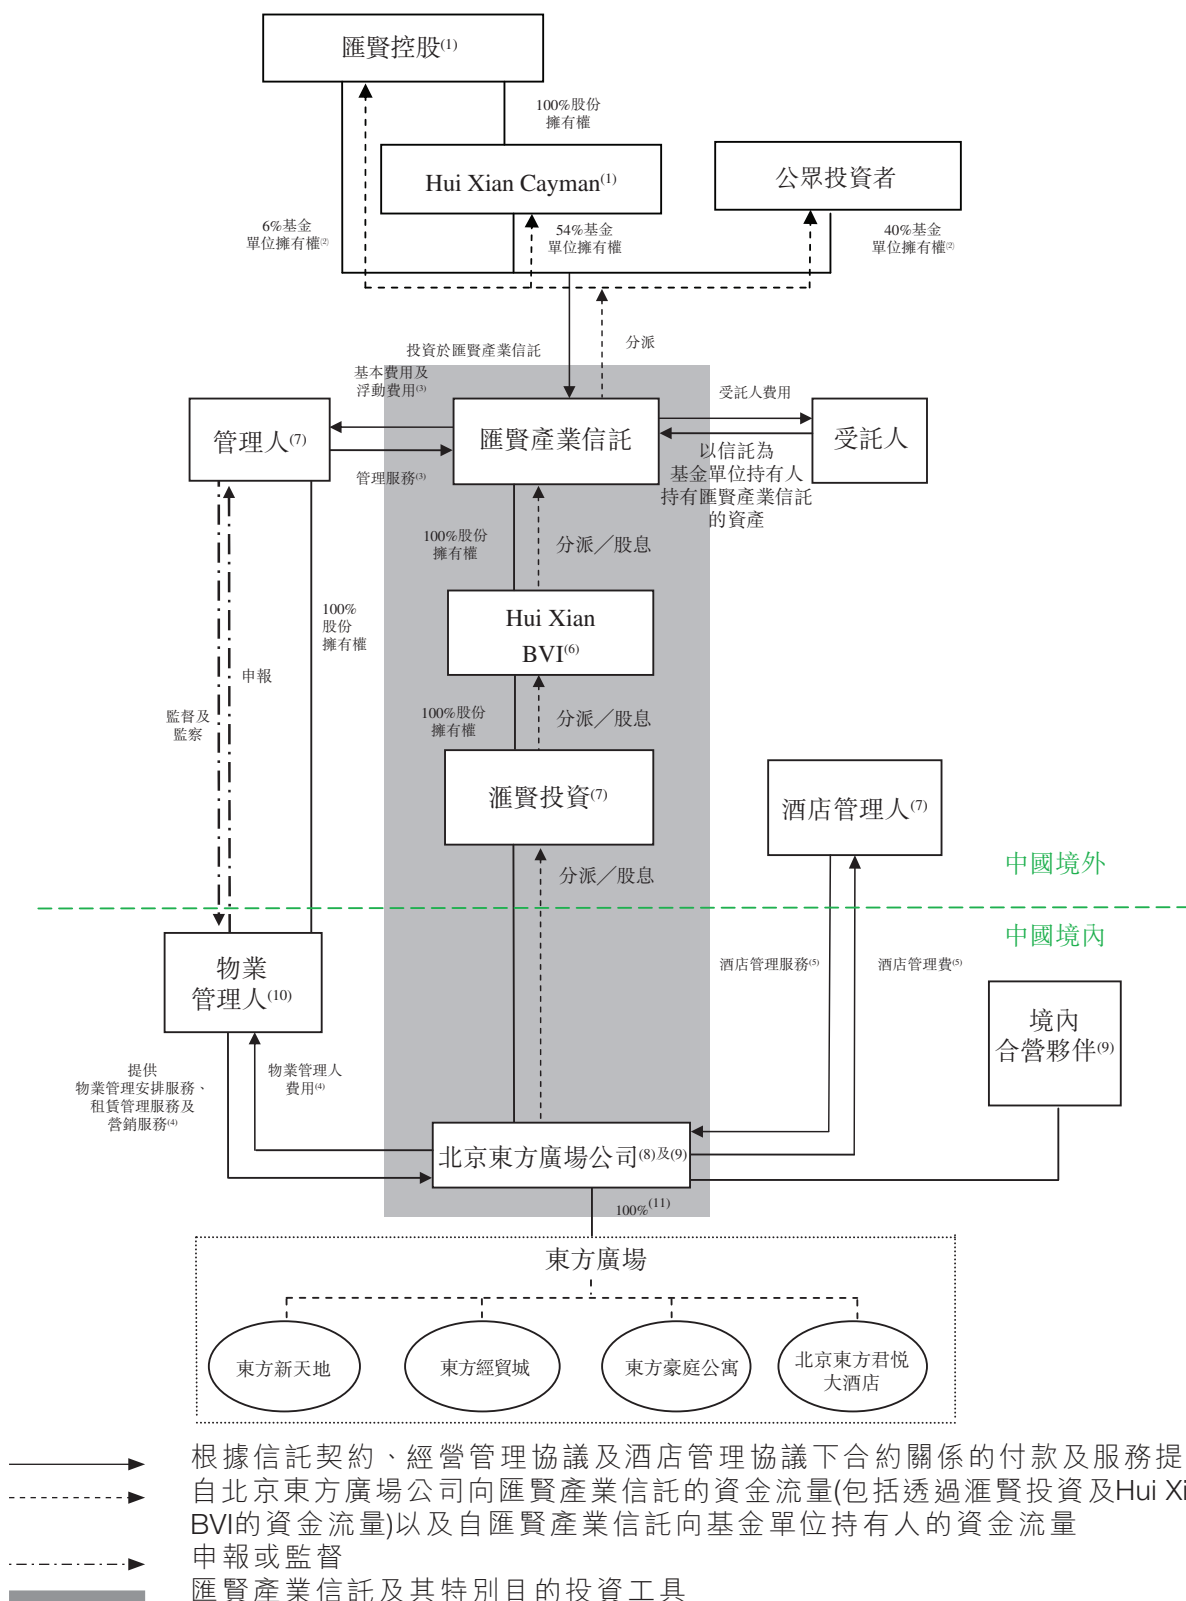 匯賢控股(1)
100%股份
擁有權
Hui Xian Cayman(1)
公眾投資者
6%基金
單位擁有權(2)
54%基金
單位擁有權
40%基金
單位擁有權(2)
分派
投資於匯賢產業信託
基本費用及
浮動費用(3)
受託人費用
管理人(7)
匯賢產業信託
受託人
管理服務(3)
以信託為
基金單位持有人
持有匯賢產業信託
的資產
100%股份
擁有權
分派／股息
100%
股份
擁有權
Hui Xian
BVI(6)
申報
監督及
監察
100%股份
擁有權
分派／股息
滙賢投資(7)
酒店管理人(7)
分派／股息
中國境外
中國境內
物業
管理人(10)
酒店管理服務(5)
酒店管理費(5)
境內
合營夥伴(9)
提供
物業管理安排服務、
租賃管理服務及
營銷服務(4)
物業管理人
費用(4)
北京東方廣場公司(8)及(9)
100%(11)
東方廣場
東方新天地
東方經貿城
東方豪庭公寓
北京東方君悅
大酒店
根據信託契約、經營管理協議及酒店管理協議下合約關係的付款及服務提
自北京東方廣場公司向匯賢產業信託的資金流量(包括透過滙賢投資及Hui Xi
BVI的資金流量)以及自匯賢產業信託向基金單位持有人的資金流量
申報或監督
匯賢產業信託及其特別目的投資工具